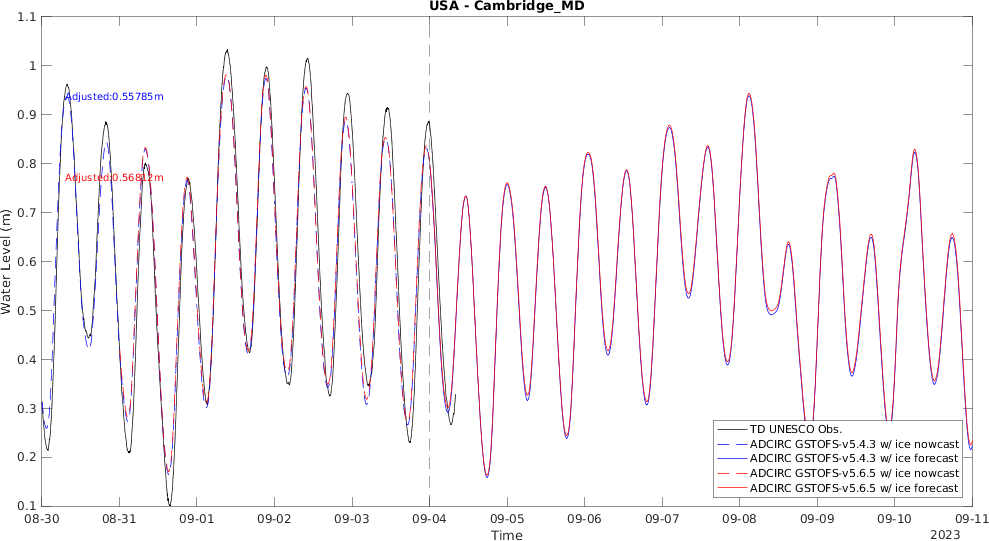 USA - Cambridge_MD
1.1
1
0.9
0.8
0.7
0.6
0.5
0.4
0.3
0.2
0.1
Water Level (m)
Adjusted:0.55785m
Adjusted:0.56812m
TD UNESCO Obs.
ADCIRC GSTOFS-v5.4.3 w/ ice nowcast
ADCIRC GSTOFS-v5.4.3 w/ ice forecast
ADCIRC GSTOFS-v5.6.5 w/ ice nowcast
ADCIRC GSTOFS-v5.6.5 w/ ice forecast
08-30 08-31 09-01 09-02 09-03 09-04 09-05 09-06 09-07 09-08 09-09 09-10 09-11
Time
2023